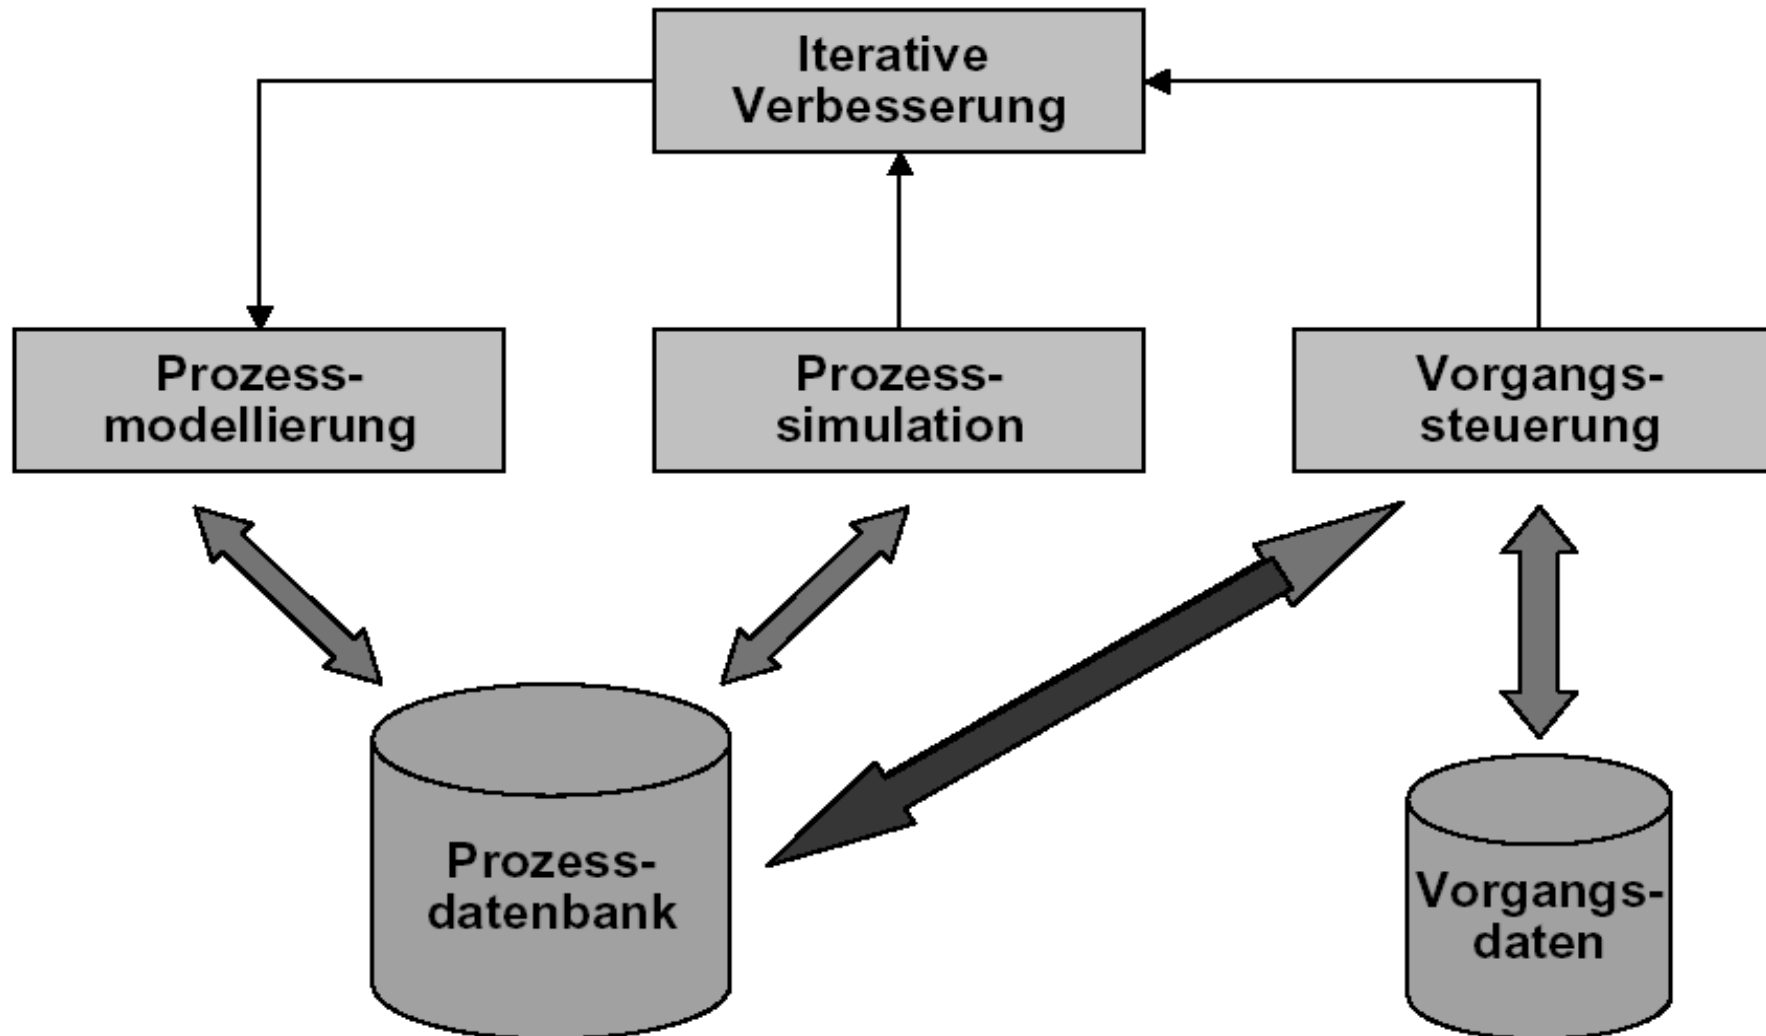 Iterative
Verbesserung
Prozess-
modellierung
Prozess-
simulation
Vorgangs-
steuerung
Prozess-
datenbank
Vorgangs-
daten